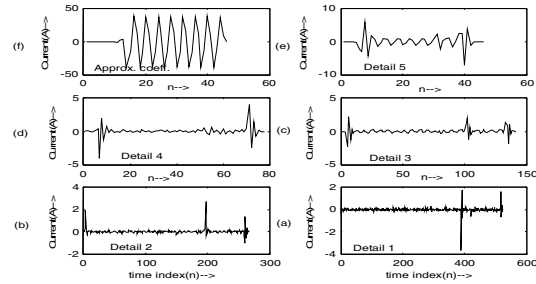 50
0
-50
0 20 40 60
Current(A)-->
n-->
Approx. coeff.
(f)
10
0
-10
0 20 40 60
Current(A)-->
n-->
Detail 5
(e)
5
0
-5
0 20 40 60 80
Current(A)-->
n-->
Detail 4
(d)
5
0
-5
0 50 100 150
Current(A)-->
n-->
Detail 3
(c)
4
2
0
-2
0 100 200 300
Current(A)-->
time index(n)-->
Detail 2
(b)
2
0
-2
-4
0 200 400 600
Current(A)-->
time index(n)-->
Detail 1
(a)